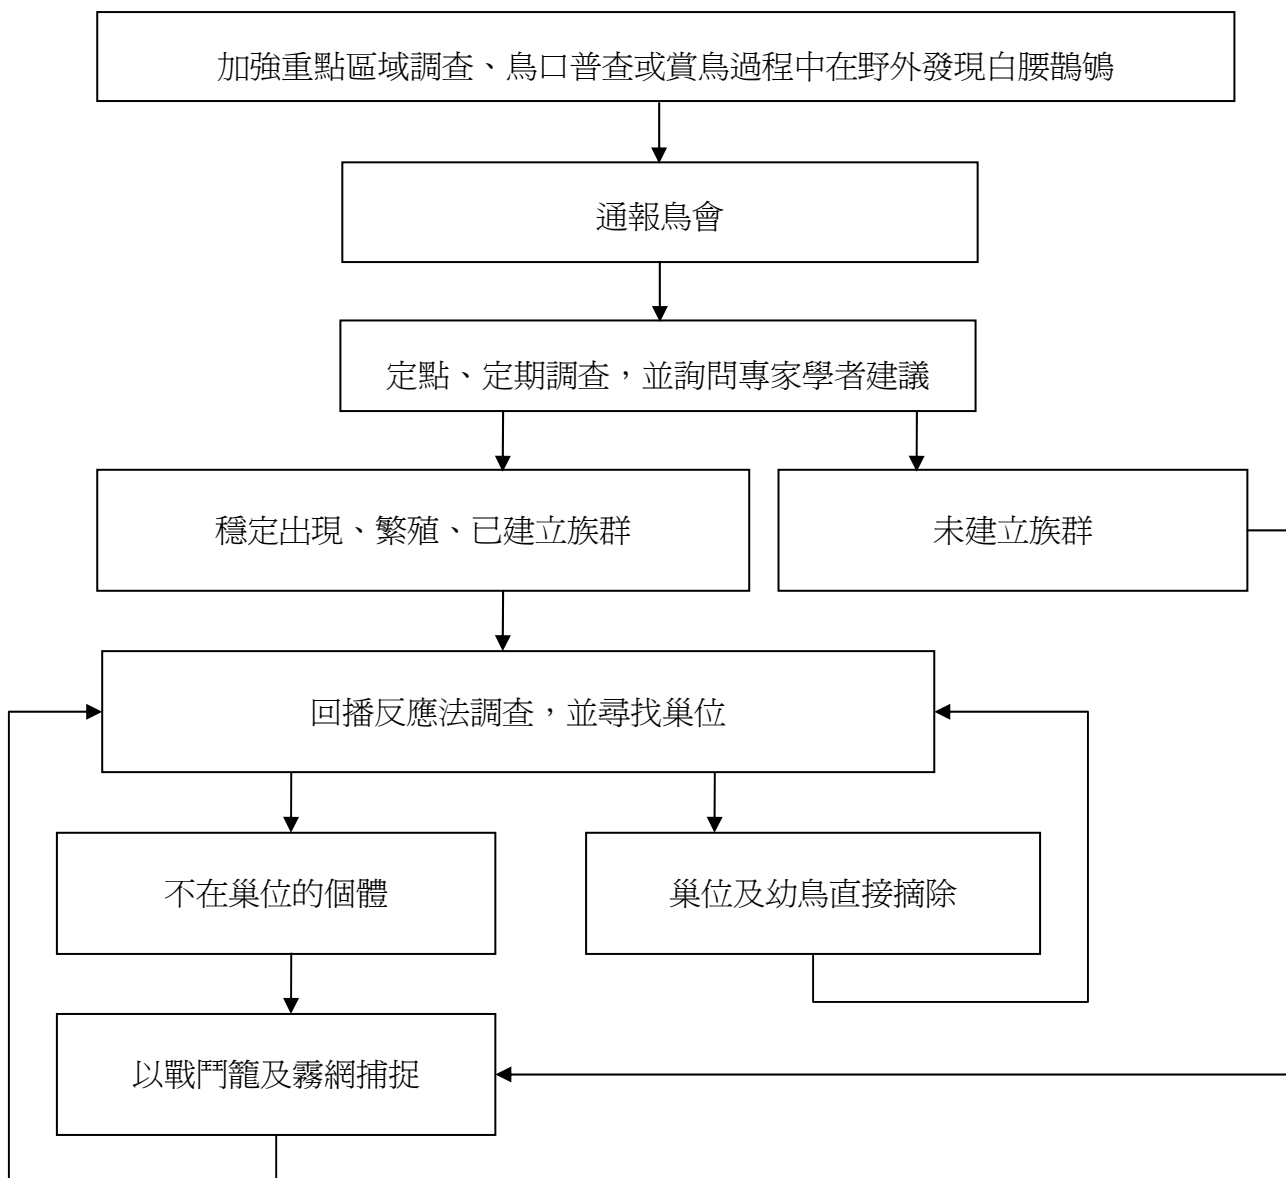 加強重點區域調查、鳥口普查或賞鳥過程中在野外發現白腰鵲鴝
通報鳥會
定點、定期調查，並詢問專家學者建議
穩定出現、繁殖、已建立族群
未建立族群
回播反應法調查，並尋找巢位
不在巢位的個體
巢位及幼鳥直接摘除
以戰鬥籠及霧網捕捉